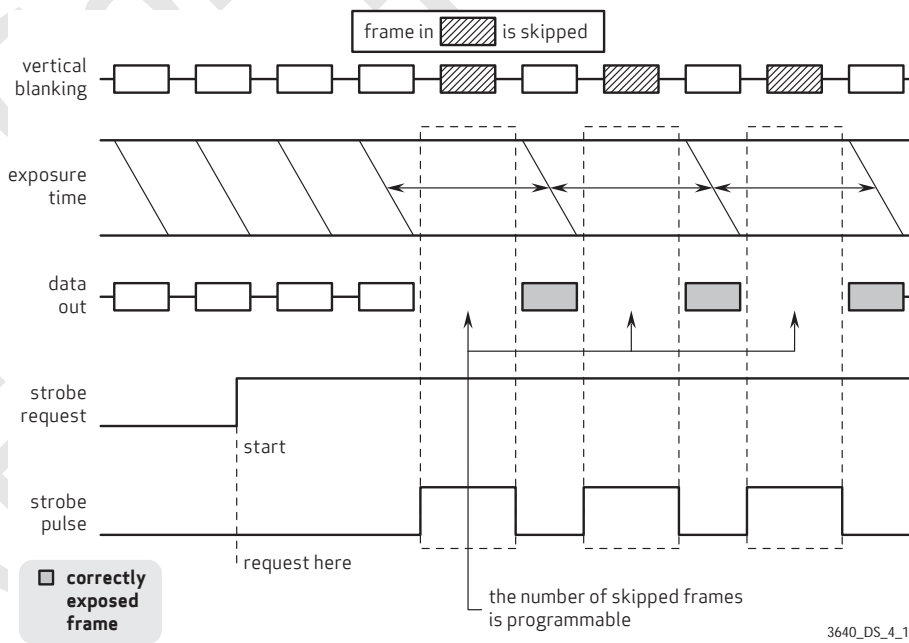 frame in is skipped
vertical
blanking
exposure
time
data
out
strobe
request
start
strobe
pulse
request here
correctly
exposed
frame
the number of skipped frames
is programmable
3640_DS_4_1